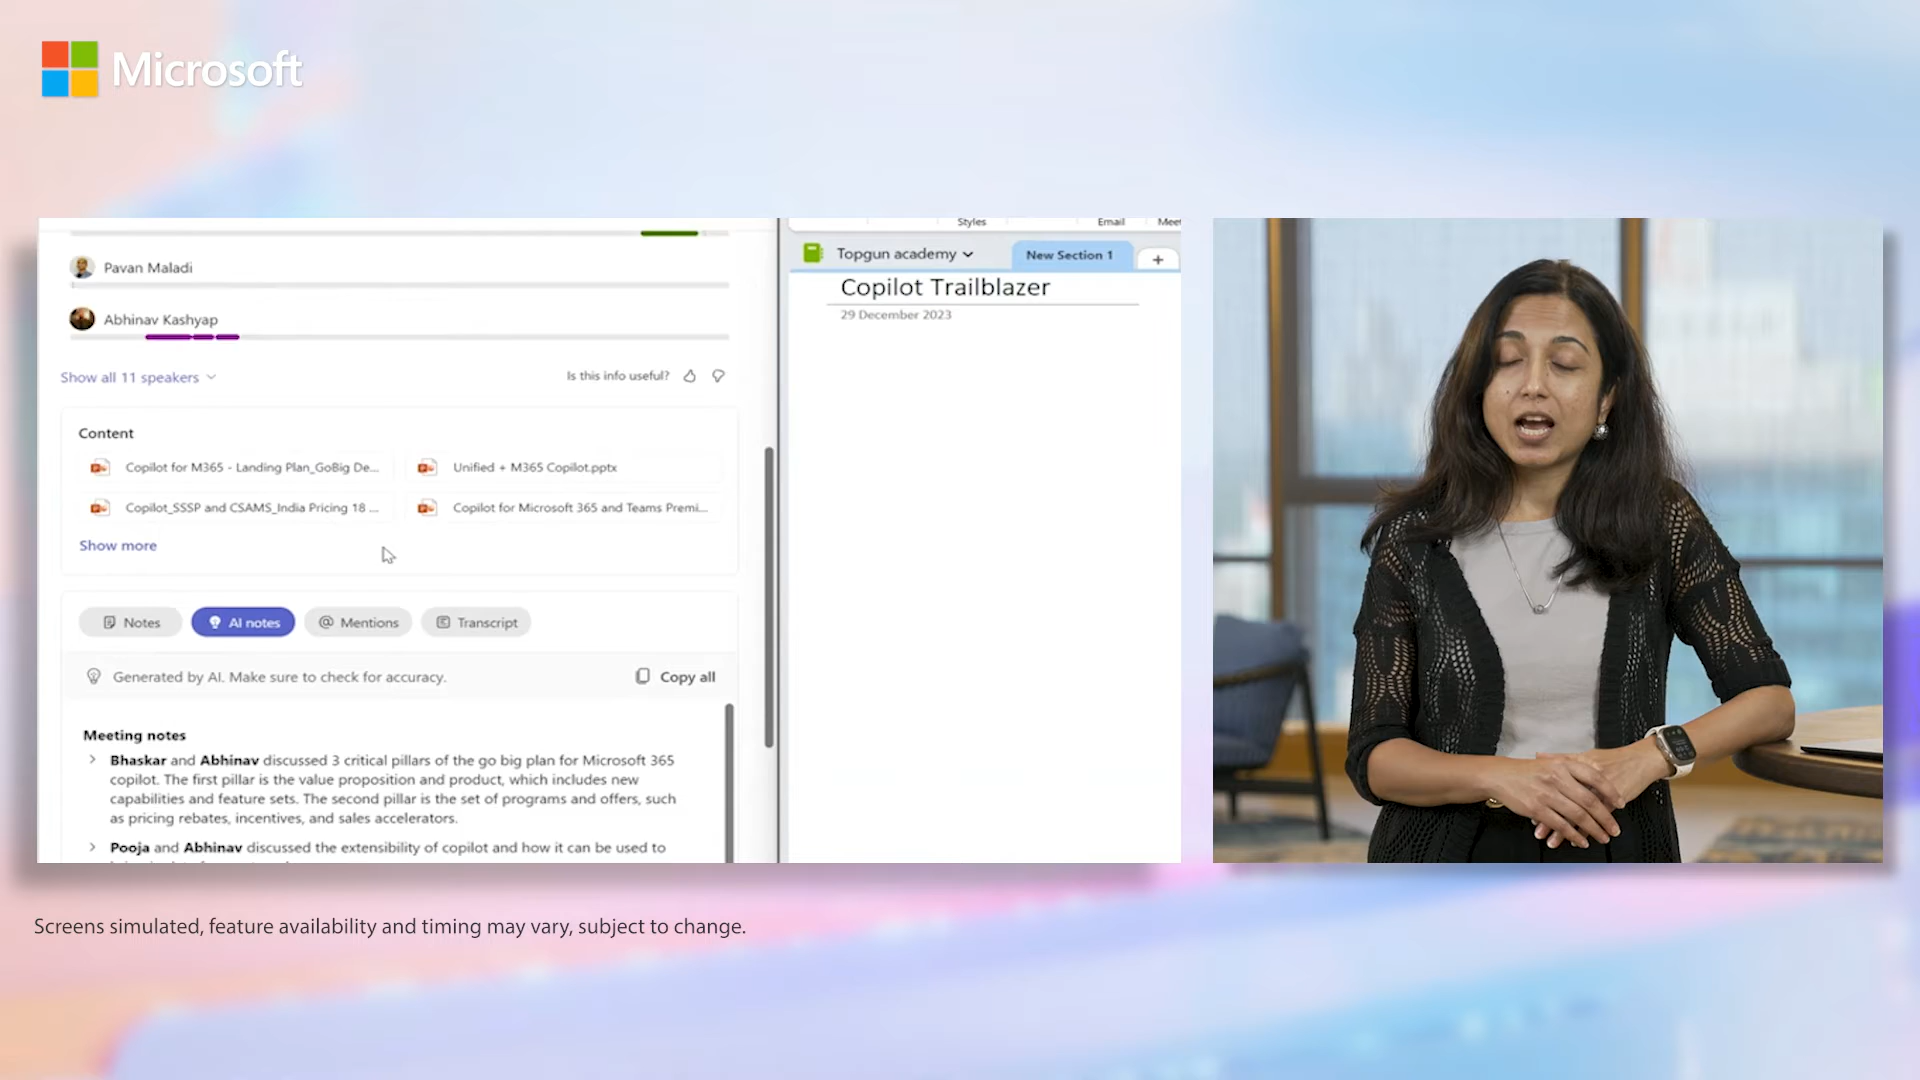 Microsoft
Styles
Email
Topgun academy
New Section 1
+
Pavan Maladi
Copilot Trailblazer
29 December 2023
Abhinav Kashyap
Show all 11 speakers
Is this info useful?
Content
Copilot for M365 - Landing Plan_GoBig De...
Unified + M365 Copilot.pptx
Copilot_SSSP and CSAMS_India Pricing 18 ...
Copilot for Microsoft 365 and Teams Premi...
Show more
Notes
AI notes
Mentions
Transcript
Generated by AI. Make sure to check for accuracy.
Copy all
Meeting notes
Bhaskar and Abhinav discussed 3 critical pillars of the go big plan for Microsoft 365
copilot. The first pillar is the value proposition and product, which includes new
capabilities and feature sets. The second pillar is the set of programs and offers, such
as pricing rebates, incentives, and sales accelerators.
Pooja and Abhinav discussed the extensibility of copilot and how it can be used to
Screens simulated, feature availability and timing may vary, subject to change.